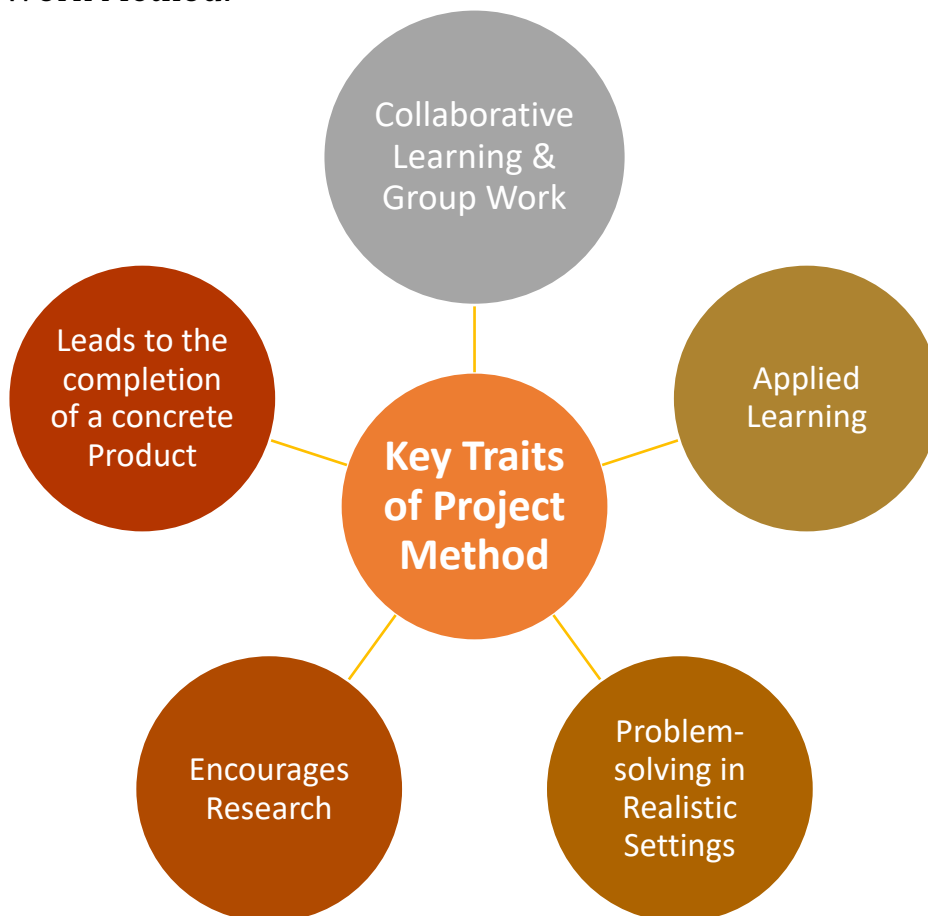 Collaborative
Learning &
Group Work
Applied
Learning
Problem-
solving in
Realistic
Settings
Encourages
Research
Leads to the
completion
of a concrete
Product
Key Traits
of Project
Method